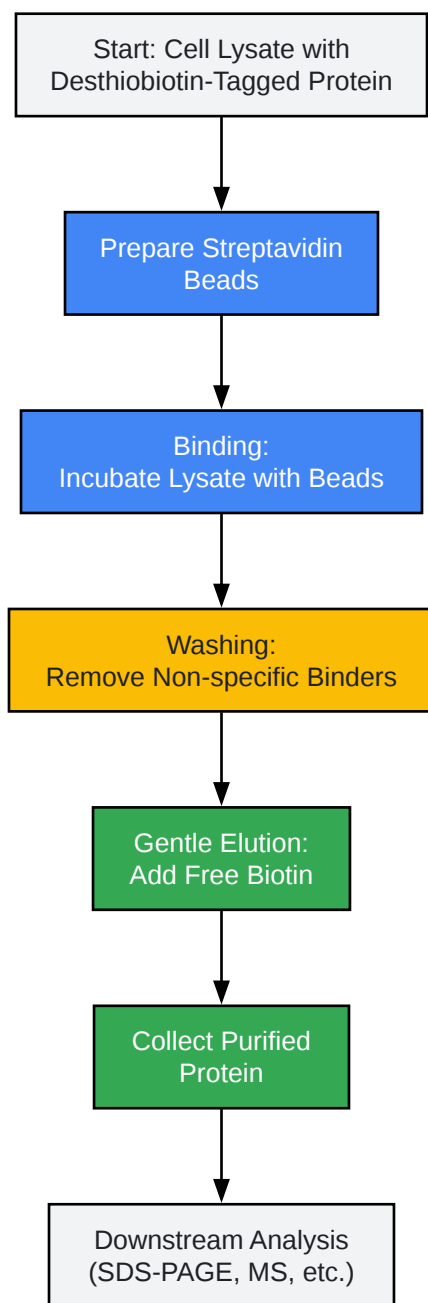 Start: Cell Lysate with
Desthiobiotin-Tagged Protein
Prepare Streptavidin
Beads
Binding:
Incubate Lysate with Beads
Washing:
Remove Non-specific Binders
Gentle Elution:
Add Free Biotin
Collect Purified
Protein
Downstream Analysis
(SDS-PAGE, MS, etc.)